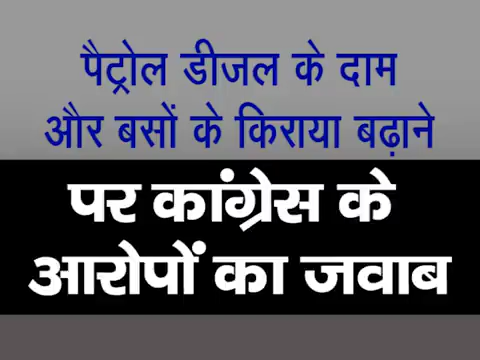 पैट्रोल डीजल के दाम
और बसों के किराया बढ़ाने
पर कांग्रेस के
आरोपों का जवाब